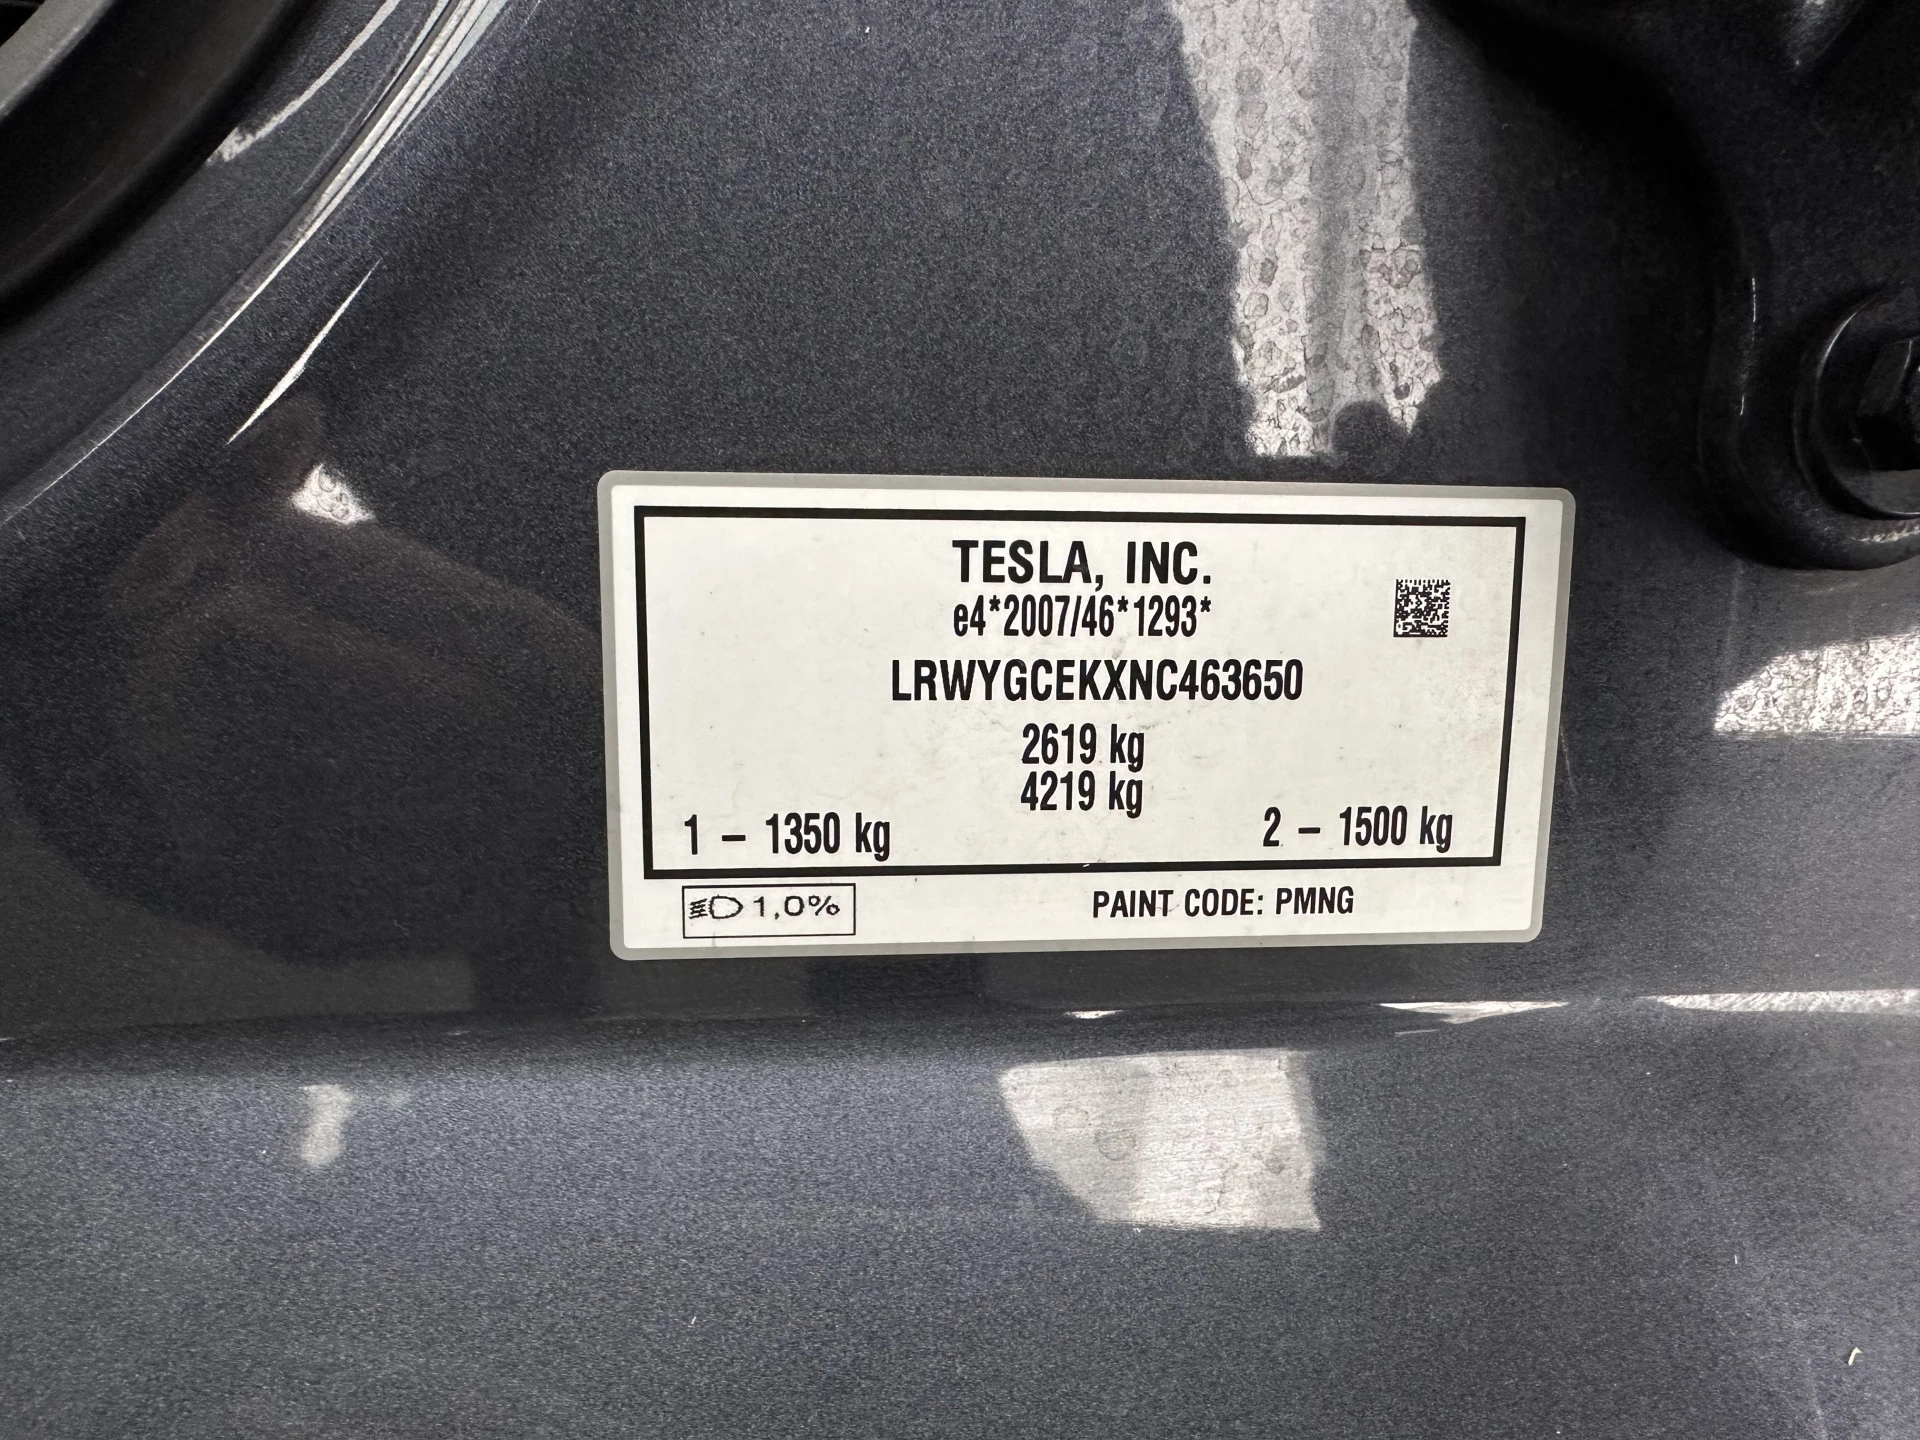 TESLA, INC.
e4*2007/46*1293*
LRWYGCEKXNC463650
2619 kg
4219 kg
1 – 1350 kg
2 – 1500 kg
1,0%
PAINT CODE: PMNG